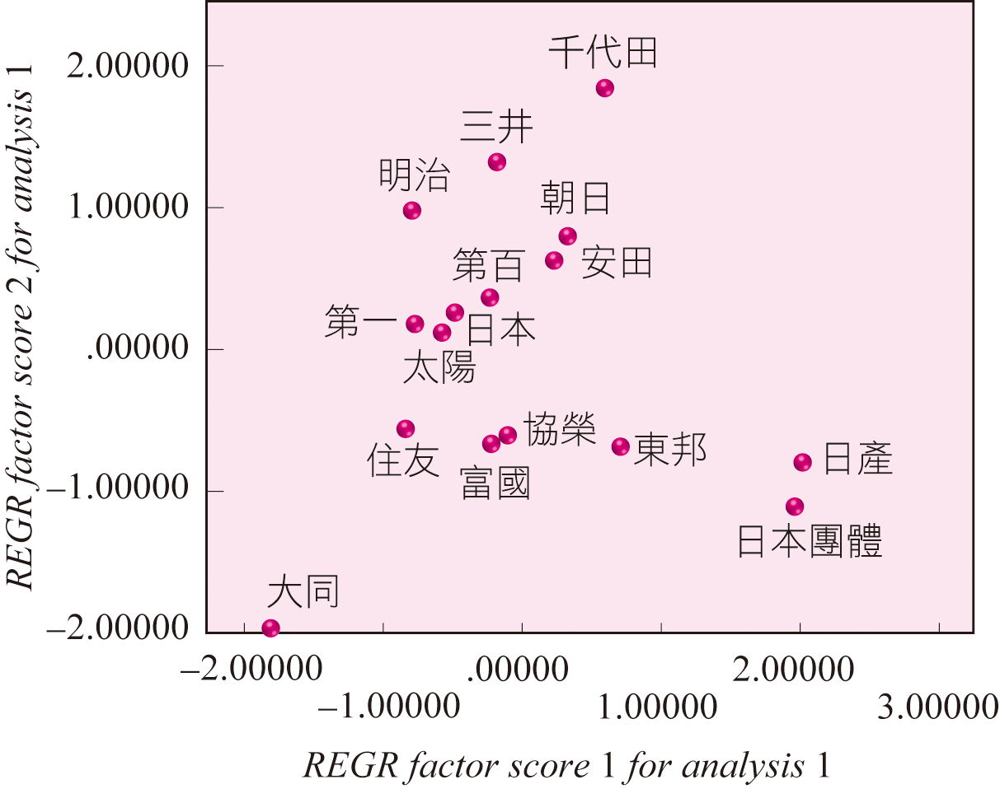 REGR factor score 2 for analysis 1
2.00000
1.00000
.00000
–1.00000
–2.00000
千代田
三井
明治
朝日
安田
第百
第一
日本
太陽
協榮
住友
富國
東邦
日產
日本團體
大同
–2.00000
.00000
2.00000
–1.00000
1.00000
3.00000
REGR factor score 1 for analysis 1